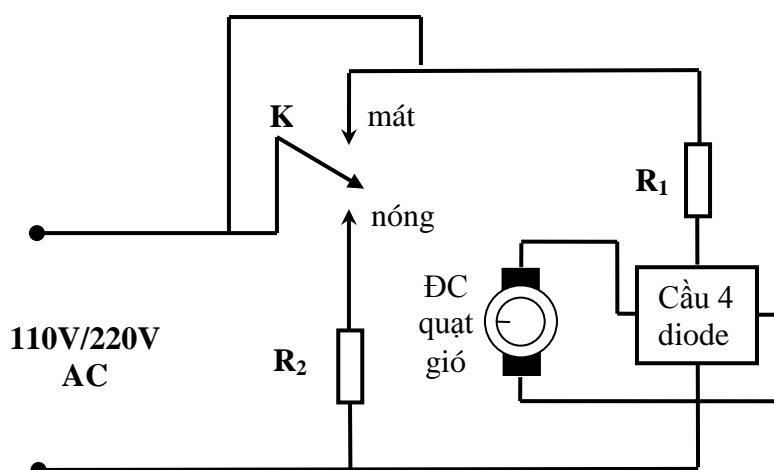 K
mát
R₁
nóng
ĐC
quạt
gió
Cầu 4
diode
110V/220V
AC
R₂